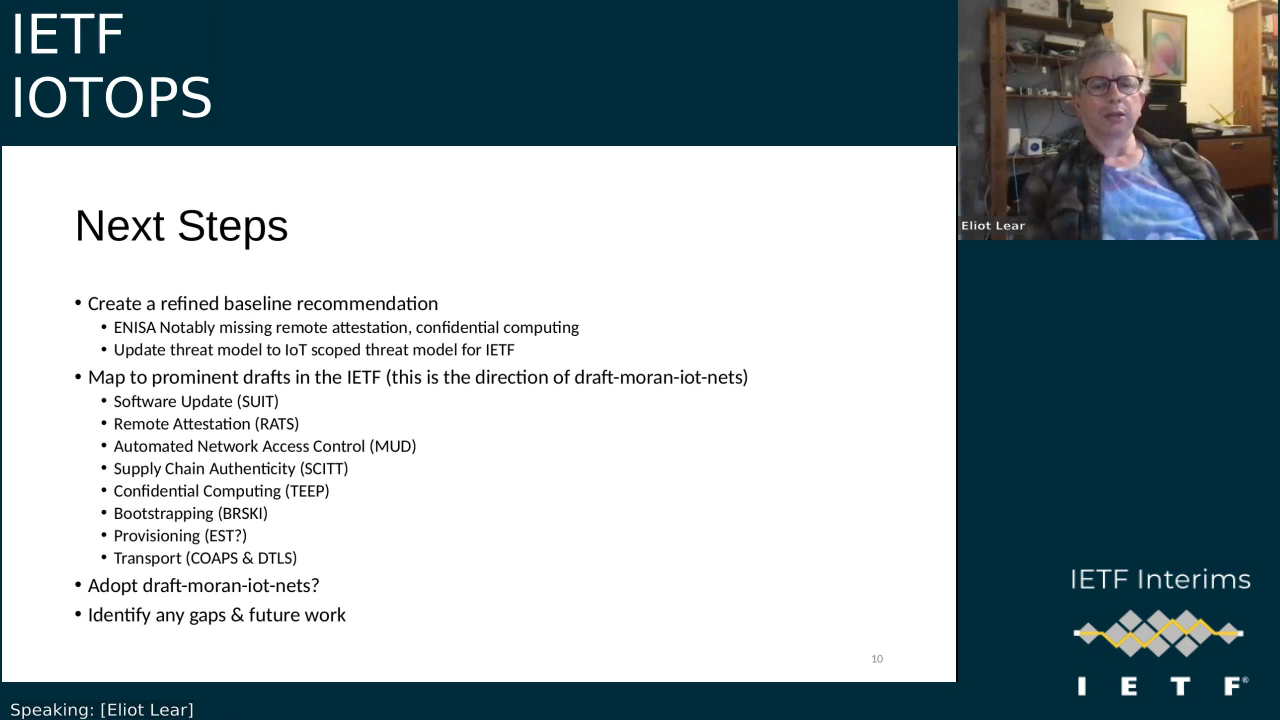 IETF
IOTOPS
Eliot Lear
Next Steps
• Create a refined baseline recommendation
• ENISA Notably missing remote attestation, confidential computing
• Update threat model to IoT scoped threat model for IETF
• Map to prominent drafts in the IETF (this is the direction of draft-moran-iot-nets)
• Software Update (SUIT)
• Remote Attestation (RATS)
• Automated Network Access Control (MUD)
• Supply Chain Authenticity (SCITT)
• Confidential Computing (TEEP)
• Bootstrapping (BRSKI)
• Provisioning (EST?)
• Transport (COAPS & DTLS)
• Adopt draft-moran-iot-nets?
• Identify any gaps & future work
10
IETF Interims
I E T F®
Speaking: [Eliot Lear]